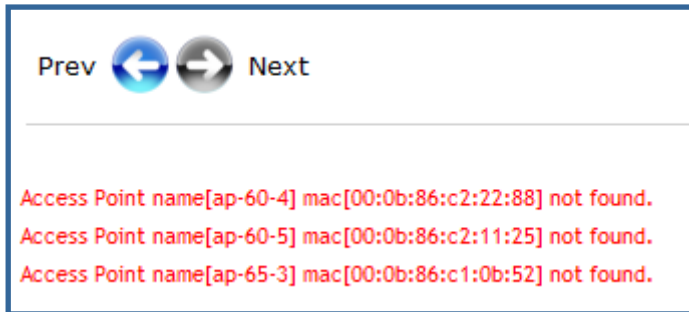 Prev Next
Access Point name[ap-60-4] mac[00:0b:86:c2:22:88] not found.
Access Point name[ap-60-5] mac[00:0b:86:c2:11:25] not found.
Access Point name[ap-65-3] mac[00:0b:86:c1:0b:52] not found.